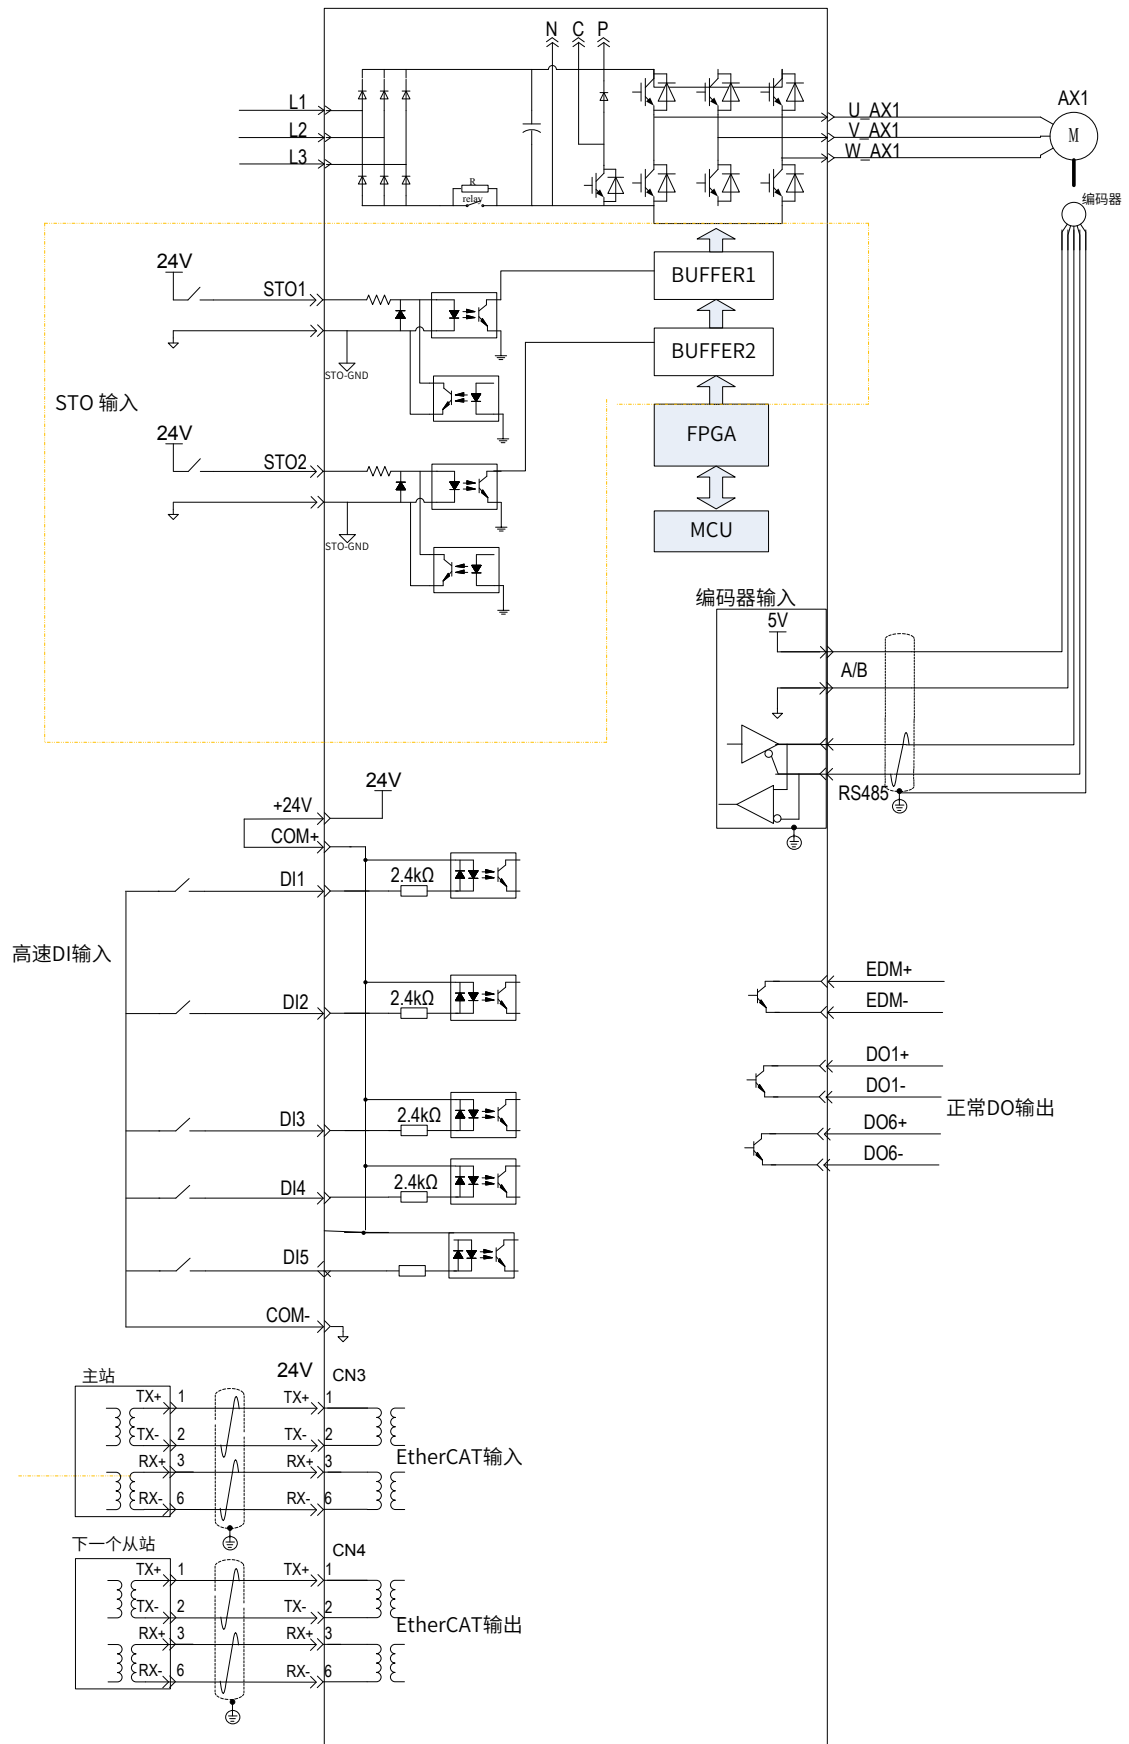 N C P
L1
L2
L3
R
relay
U_AX1
V_AX1
W_AX1
AX1
M
编码器
24V
STO1
STO-GND
BUFFER1
BUFFER2
FPGA
MCU
STO 输入
24V
STO2
STO-GND
编码器输入
5V
A/B
RS485
24V
+24V
COM+
DI1
2.4kΩ
高速DI输入
DI2
2.4kΩ
DI3
2.4kΩ
DI4
2.4kΩ
DI5
COM-
EDM+
EDM-
DO1+
DO1-
正常DO输出
DO6+
DO6-
24V
主站
CN3
TX+ 1 TX+ 1
TX- 2 TX- 2
EtherCAT输入
RX+ 3 RX+ 3
RX- 6 RX- 6
下一个从站
CN4
TX+ 1 TX+ 1
TX- 2 TX- 2
EtherCAT输出
RX+ 3 RX+ 3
RX- 6 RX- 6